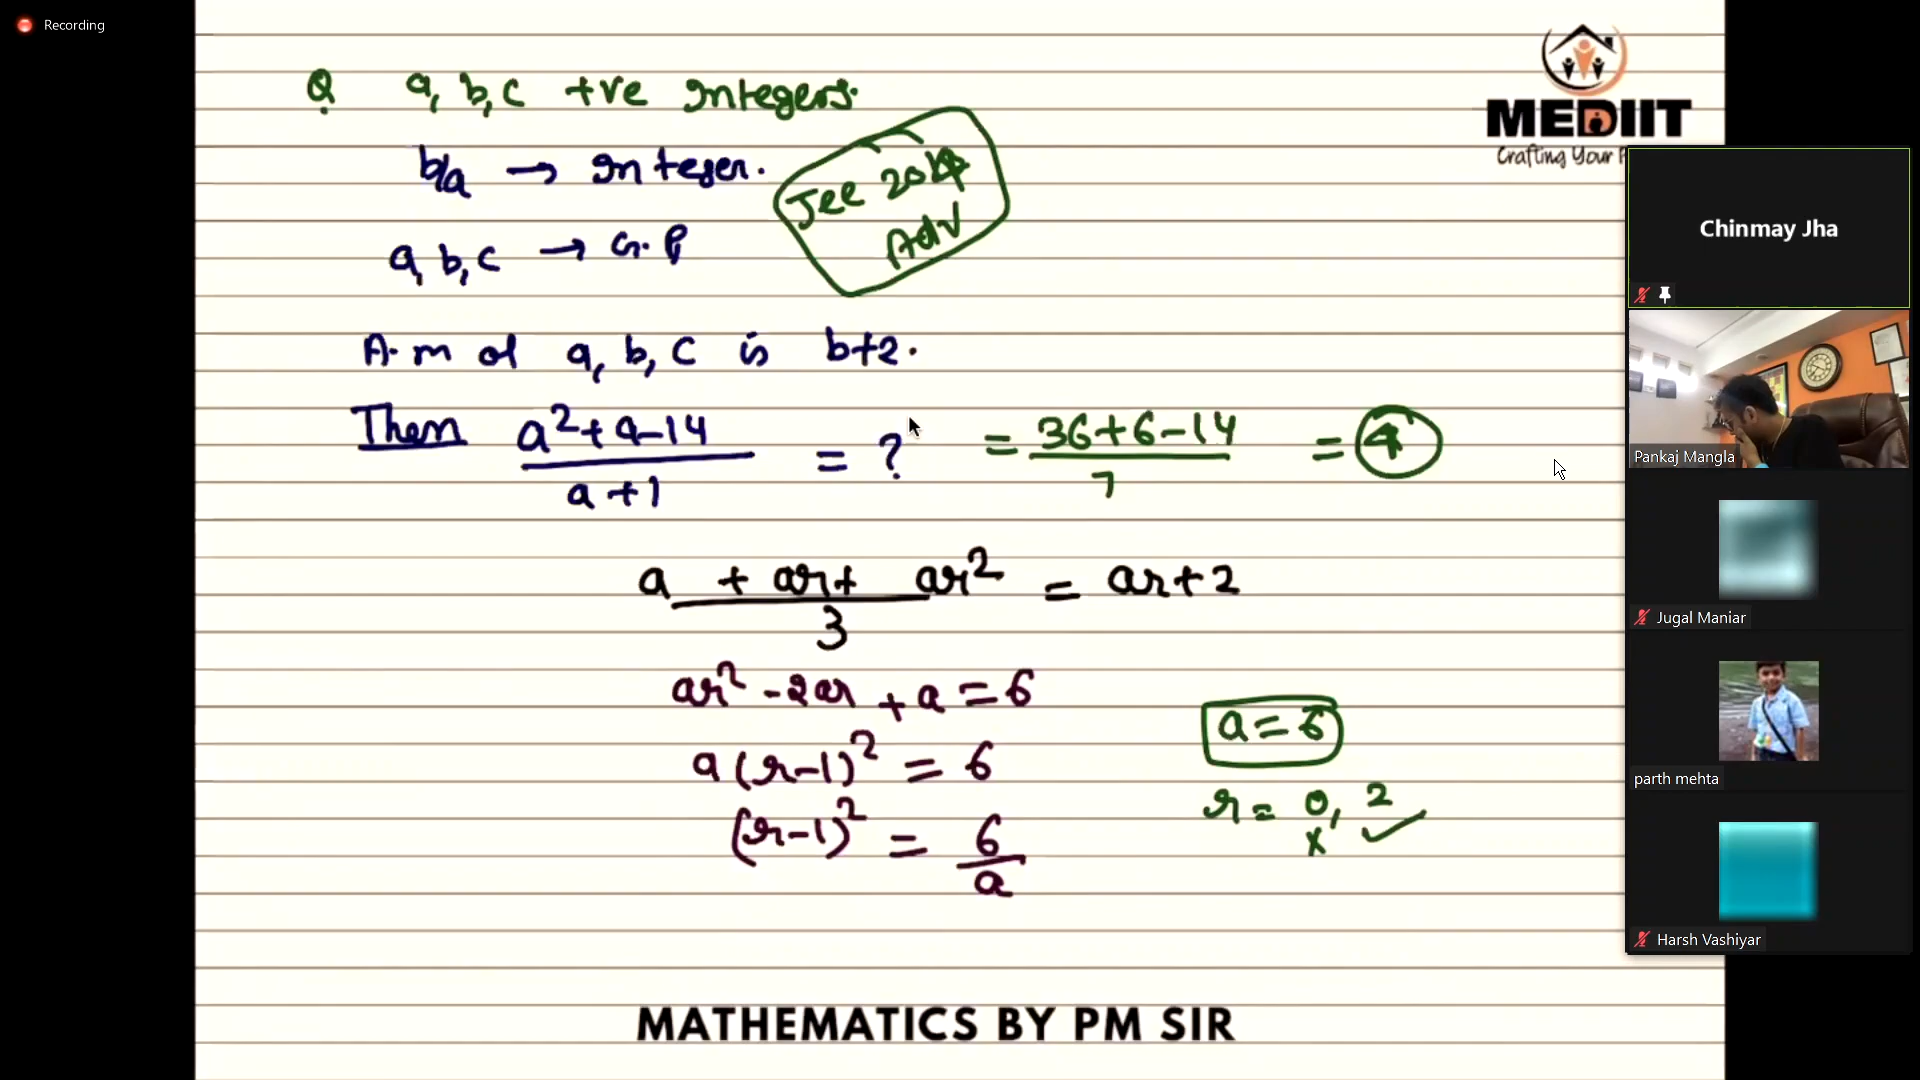 Recording
MEDIIT
Crafting Your F
Q a, b, c +ve Integers.
b/a → Integer.
a, b, c → G.P
Jee 2014
Adv
A.m of a, b, c is b+2.
Then a²+a-14 / a+1 = ? = 36+6-14 / 7 = 4
a + ar + ar² / 3 = ar+2
ar² - 2ar + a = 6
a(r-1)² = 6
(r-1)² = 6/a
a = 6
r = 0, 2
x ✓
MATHEMATICS BY PM SIR
Chinmay Jha
Pankaj Mangla
Jugal Maniar
parth mehta
Harsh Vashiyar